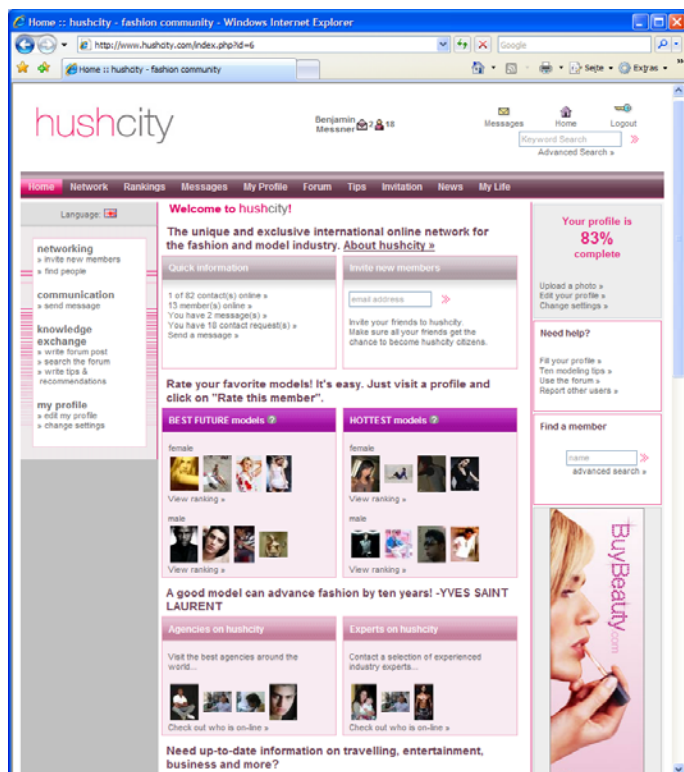 Home :: hushcity - fashion community - Windows Internet Explorer
http://www.hushcity.com/index.php?id=6
Google
Home :: hushcity - fashion community
Seite
Extras
hushcity
Benjamin
Messner
2
18
Messages
Home
Logout
Keyword Search
Advanced Search »
Home Network Rankings Messages My Profile Forum Tips Invitation News My Life
Language:
networking
» invite new members
» find people
communication
» send message
knowledge
exchange
» write forum post
» search the forum
» write tips &
recommendations
my profile
» edit my profile
» change settings
Welcome to hushcity!
The unique and exclusive international online network for
the fashion and model industry. About hushcity »
Quick information
1 of 82 contact(s) online »
13 member(s) online »
You have 2 message(s) »
You have 18 contact request(s) »
Send a message »
Invite new members
email address
Invite your friends to hushcity.
Make sure all your friends get the
chance to become hushcity citizens.
Rate your favorite models! It's easy. Just visit a profile and
click on "Rate this member".
BEST FUTURE models ?
female
View ranking »
male
View ranking »
HOTTEST models ?
female
View ranking »
male
View ranking »
A good model can advance fashion by ten years! -YVES SAINT
LAURENT
Agencies on hushcity
Visit the best agencies around the
world...
Check out who is on-line »
Experts on hushcity
Contact a selection of experienced
industry experts...
Check out who is on-line »
Need up-to-date information on travelling, entertainment,
business and more?
Your profile is
83%
complete
Upload a photo »
Edit your profile »
Change settings »
Need help?
Fill your profile »
Ten modeling tips »
Use the forum »
Report other users »
Find a member
name
advanced search »
BuyBeauty.com